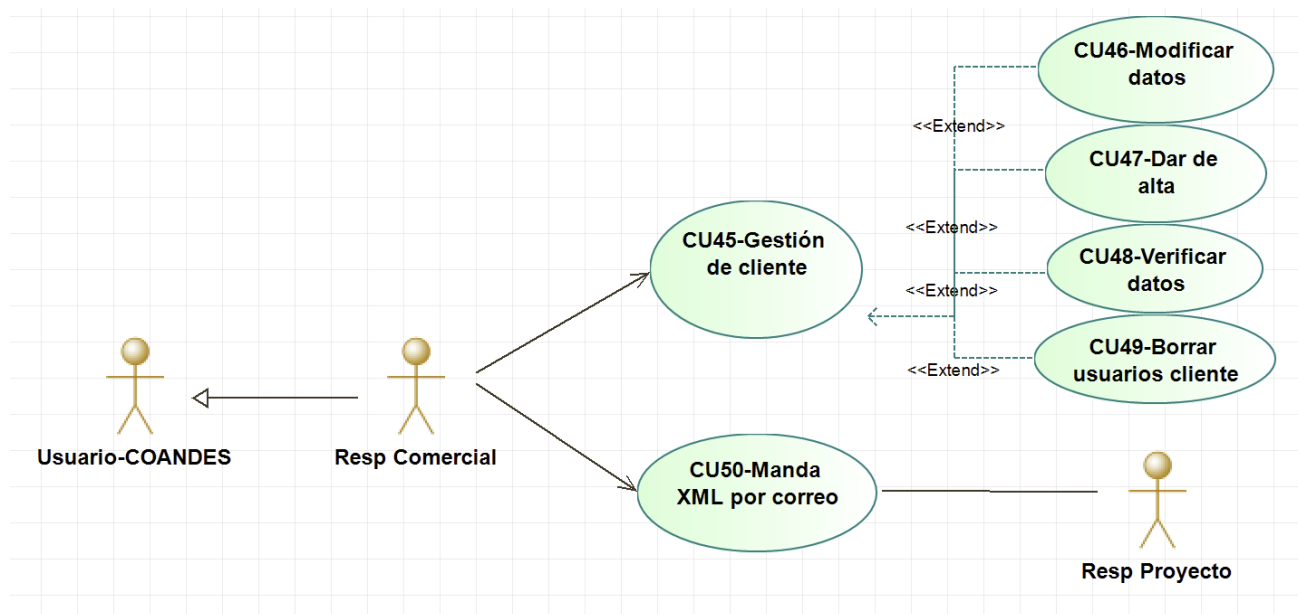 CU46-Modificar
datos
<<Extend>>
CU47-Dar de
alta
<<Extend>>
CU45-Gestión
de cliente
CU48-Verificar
datos
<<Extend>>
CU49-Borrar
usuarios cliente
<<Extend>>
Usuario-COANDES
Resp Comercial
CU50-Manda
XML por correo
Resp Proyecto